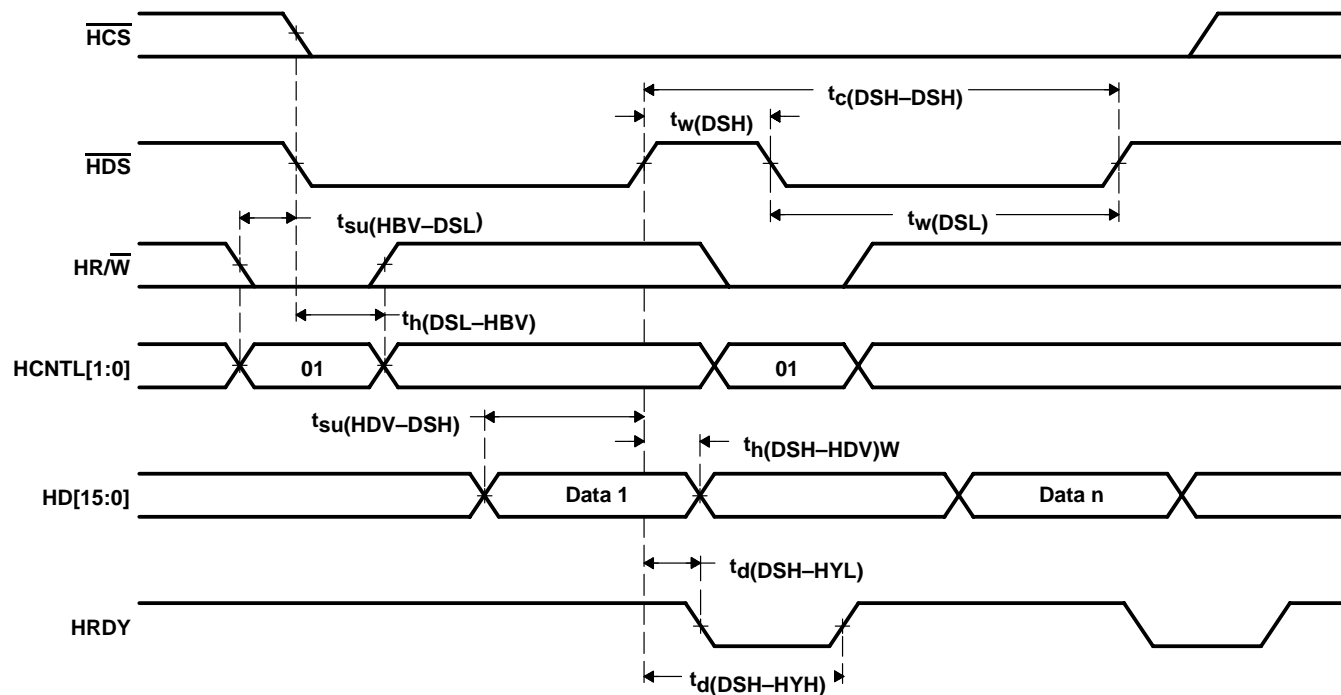 HCS
tc(DSH–DSH)
tw(DSH)
HDS
tsu(HBV–DSL)
tw(DSL)
HR/W
th(DSL–HBV)
HCNTL[1:0]
01
01
tsu(HDV–DSH)
th(DSH–HDV)W
HD[15:0]
Data 1
Data n
td(DSH–HYL)
HRDY
td(DSH–HYH)